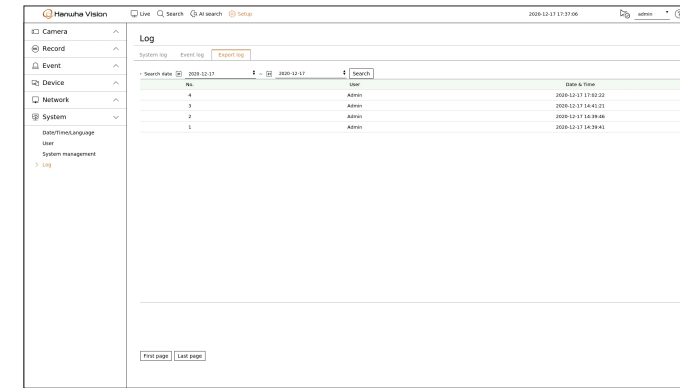 Hanwha Vision Live Search AI search Setup 2020-12-17 17:37:06 admin
Camera
Record
Event
Device
Network
System
Date/Time/Language
User
System management
Log
Log
System log Event log Export log
Search date 2020-12-17 ~ 2020-12-17 Search
No. User Date & Time
4 Admin 2020-12-17 17:02:22
3 Admin 2020-12-17 14:41:21
2 Admin 2020-12-17 14:39:46
1 Admin 2020-12-17 14:39:41
First page Last page